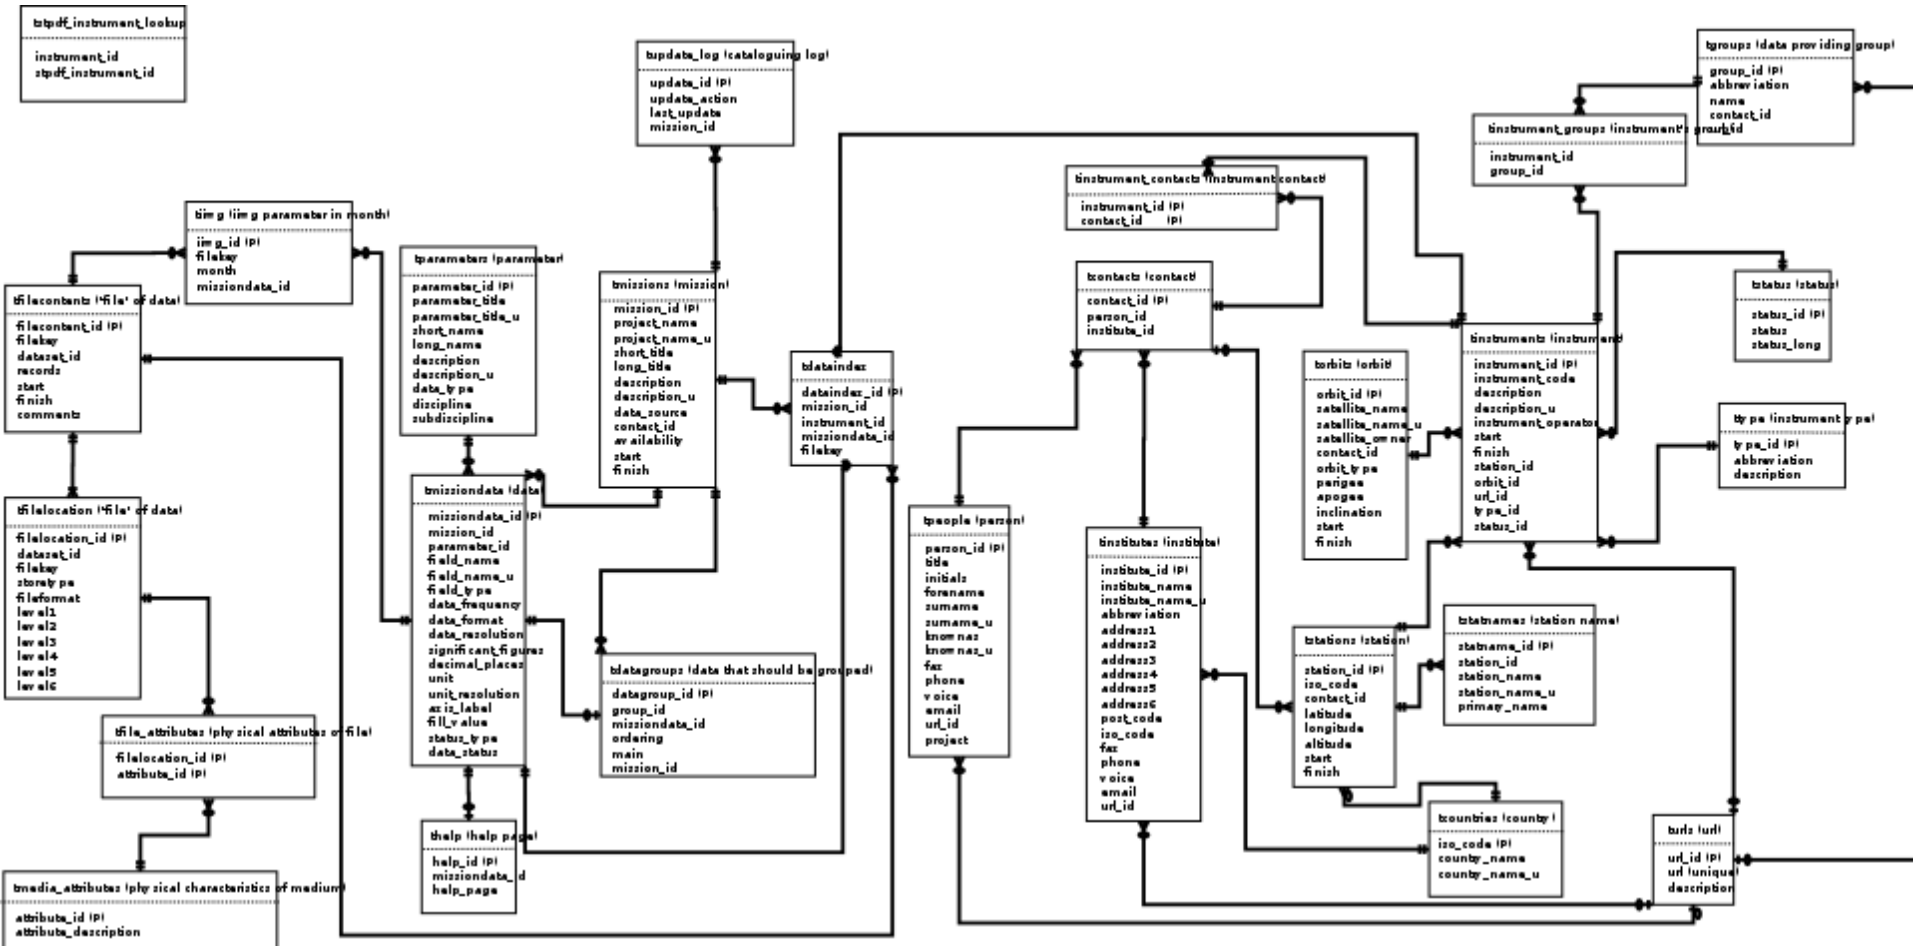 tstpdf_instrument_lookup
instrument_id
stpdf_instrument_id
tupdate_log (cataloguing log)
update_id (P)
update_action
last_update
mission_id
tgroups (data providing group)
group_id (P)
abbreviation
name
contact_id
tinstrument_groups (instrument's group)
instrument_id
group_id
tinstrument_contacts (instrument contact)
instrument_id (P)
contact_id (P)
tiimg (iimg parameter in month)
iimg_id (P)
filekey
month
missiondata_id
tparameters (parameter)
parameter_id (P)
parameter_title
parameter_title_u
short_name
long_name
description
description_u
data_type
discipline
subdiscipline
tmissions (mission)
mission_id (P)
project_name
project_name_u
short_title
long_title
description
description_u
data_source
contact_id
availability
start
finish
tcontacts (contact)
contact_id (P)
person_id
institute_id
tstatus (status)
status_id (P)
status
status_long
tfilecontents ("file" of data)
filecontent_id (P)
filekey
dataset_id
records
start
finish
comments
tdataindex
dataindex_id (P)
mission_id
instrument_id
missiondata_id
filekey
torbits (orbit)
orbit_id (P)
satellite_name
satellite_name_u
satellite_owner
contact_id
orbit_type
perigee
apogee
inclination
start
finish
tinstruments (instrument)
instrument_id (P)
instrument_code
description
description_u
instrument_operator
start
finish
station_id
orbit_id
url_id
type_id
status_id
ttype (instrument type)
type_id (P)
abbreviation
description
tfilelocation ("file" of data)
filelocation_id (P)
dataset_id
filekey
storetype
fileformat
level1
level2
level3
level4
level5
level6
tmissiondata (data)
missiondata_id (P)
mission_id
parameter_id
field_name
field_name_u
field_type
data_frequency
data_format
data_resolution
significant_figures
decimal_places
unit
unit_resolution
axis_label
fill_value
status_type
data_status
tdatagroups (data that should be grouped)
datagroup_id (P)
group_id
missiondata_id
ordering
main
mission_id
tpeople (person)
person_id (P)
title
initials
forename
surname
surname_u
knownas
knownas_u
fax
phone
voice
email
url_id
project
tinstitutes (institute)
institute_id (P)
institute_name
institute_name_u
abbreviation
address1
address2
address3
address4
address5
address6
post_code
iso_code
fax
phone
voice
email
url_id
tstations (station)
station_id (P)
iso_code
contact_id
latitude
longitude
altitude
start
finish
tstatnames (station name)
statname_id (P)
station_id
station_name
station_name_u
primary_name
tfile_attributes (physical attributes of file)
filelocation_id (P)
attribute_id (P)
thelp (help page)
help_id (P)
missiondata_id
help_page
tcountries (country)
iso_code (P)
country_name
country_name_u
turls (url)
url_id (P)
url (unique)
description
tmedia_attributes (physical characteristics of medium)
attribute_id (P)
attribute_description